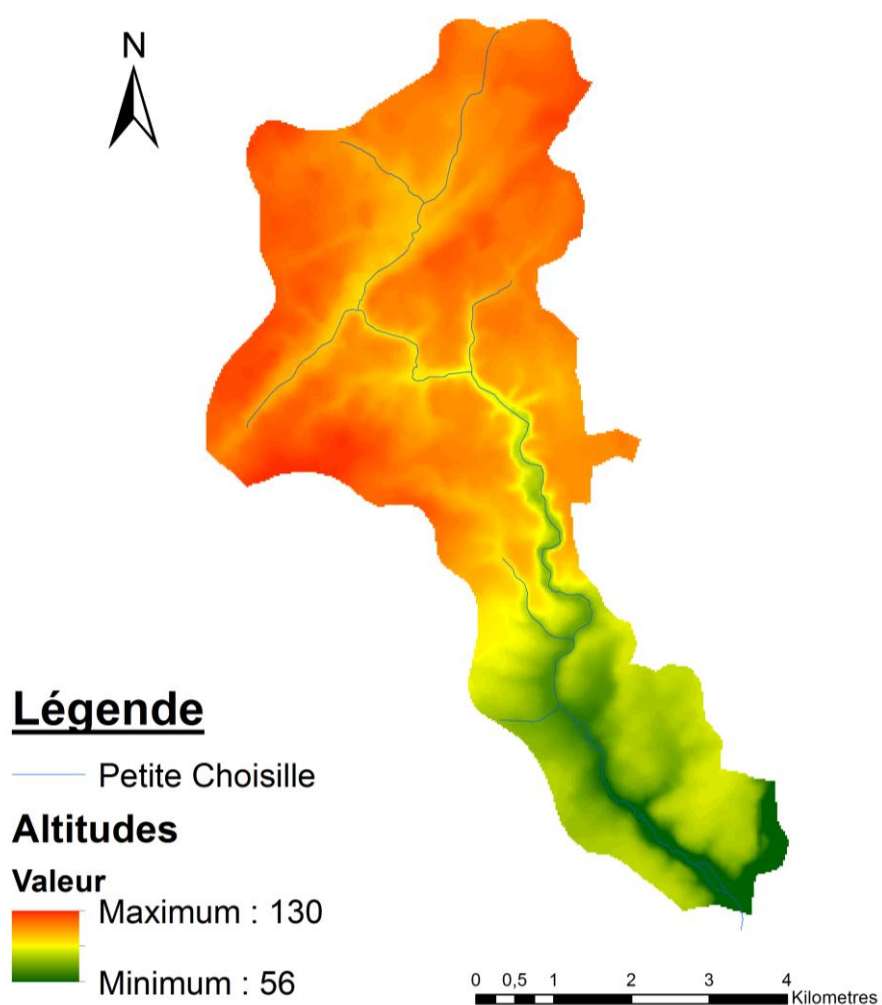 N
Légende
Petite Choisille
Altitudes
Valeur
Maximum : 130
Minimum : 56
0 0,5 1 2 3 4
Kilometres